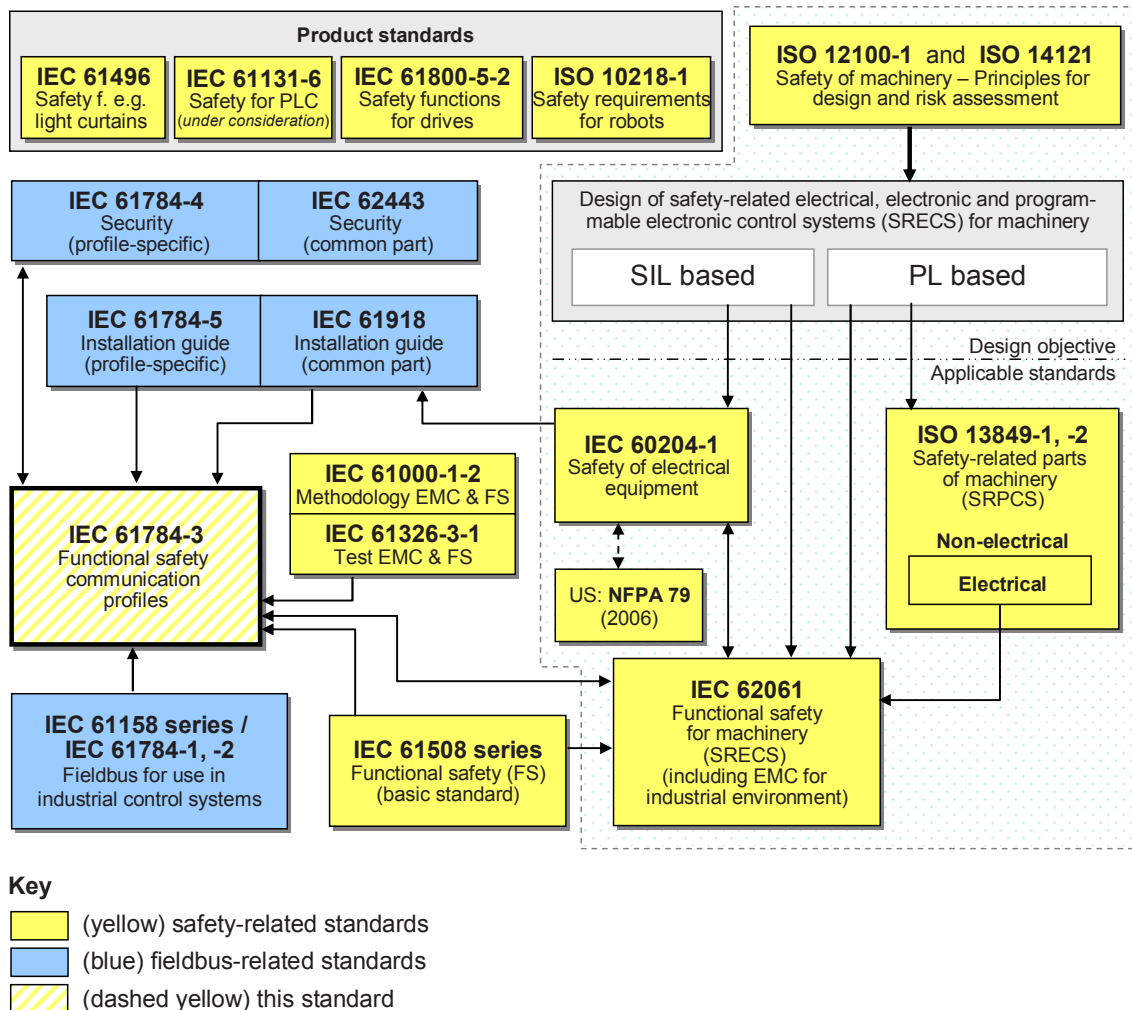 Product standards
IEC 61496
Safety f. e.g.
light curtains
IEC 61131-6
Safety for PLC
(under consideration)
IEC 61800-5-2
Safety functions
for drives
ISO 10218-1
Safety requirements
for robots
ISO 12100-1 and ISO 14121
Safety of machinery – Principles for
design and risk assessment
IEC 61784-4
Security
(profile-specific)
IEC 62443
Security
(common part)
Design of safety-related electrical, electronic and program-
mable electronic control systems (SRECS) for machinery
SIL based
PL based
IEC 61784-5
Installation guide
(profile-specific)
IEC 61918
Installation guide
(common part)
Design objective
Applicable standards
IEC 60204-1
Safety of electrical
equipment
ISO 13849-1, -2
Safety-related parts
of machinery
(SRPCS)
Non-electrical
Electrical
IEC 61000-1-2
Methodology EMC & FS
IEC 61326-3-1
Test EMC & FS
IEC 61784-3
Functional safety
communication
profiles
US: NFPA 79
(2006)
IEC 62061
Functional safety
for machinery
(SRECS)
(including EMC for
industrial environment)
IEC 61158 series /
IEC 61784-1, -2
Fieldbus for use in
industrial control systems
IEC 61508 series
Functional safety (FS)
(basic standard)
Key
(yellow) safety-related standards
(blue) fieldbus-related standards
(dashed yellow) this standard